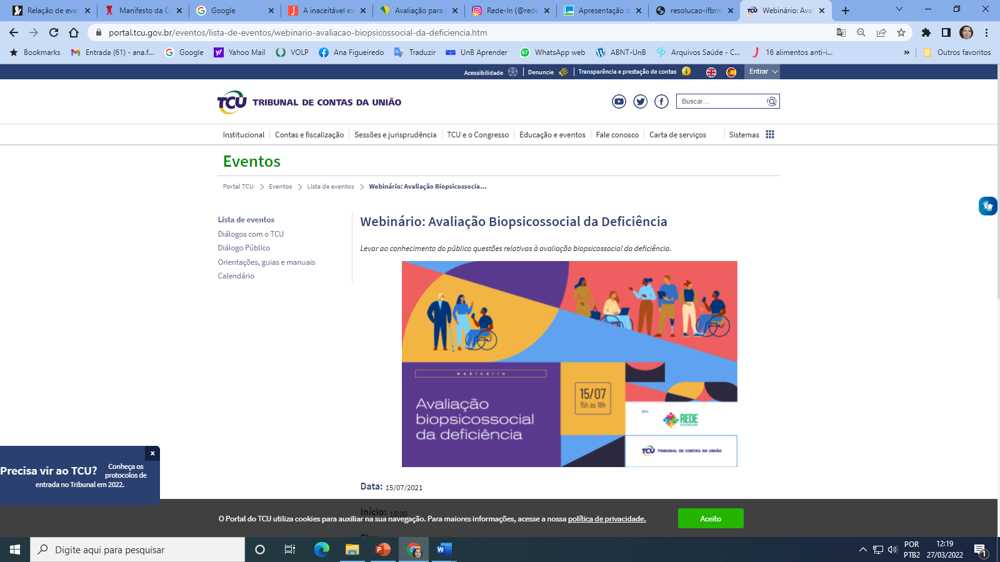 Relação de evan
Manifesto da Co
Google
A inaceitável ex
Avaliação para
Rede-In (@rede
Apresentação d
resolucao-ifbrm
Webinário: Aval
portal.tcu.gov.br/eventos/lista-de-eventos/webinario-avaliacao-biopsicossocial-da-deficiencia.htm
Bookmarks
Entrada (61) - ana.f...
Google
Yahoo Mail
VOLP
Ana Figueiredo
Traduzir
UnB Aprender
WhatsApp web
ABNT-UnB
Arquivos Saúde - C...
16 alimentos anti-i...
»
Outros favoritos
Acessibilidade
Denuncie
Transparência e prestação de contas
Entrar
TCU TRIBUNAL DE CONTAS DA UNIÃO
Buscar...
Institucional
Contas e fiscalização
Sessões e jurisprudência
TCU e o Congresso
Educação e eventos
Fale conosco
Carta de serviços
Sistemas
Eventos
Portal TCU
Eventos
Lista de eventos
Webinário: Avaliação Biopsicossocia...
Lista de eventos
Diálogos com o TCU
Diálogo Público
Orientações, guias e manuais
Calendário
Webinário: Avaliação Biopsicossocial da Deficiência
Levar ao conhecimento do público questões relativas à avaliação biopsicossocial da deficiência.
webinário
Avaliação
biopsicossocial
da deficiência
15/07
15h às 18h
REDE
TCU TRIBUNAL DE CONTAS DA UNIÃO
Data: 15/07/2021
Início: 15:00
Fim:
x
Precisa vir ao TCU? Conheça os
protocolos de
entrada no Tribunal em 2022.
O Portal do TCU utiliza cookies para auxiliar na sua navegação. Para maiores informações, acesse a nossa política de privacidade.
Aceito
Digite aqui para pesquisar
POR
PTB2
12:19
27/03/2022
1